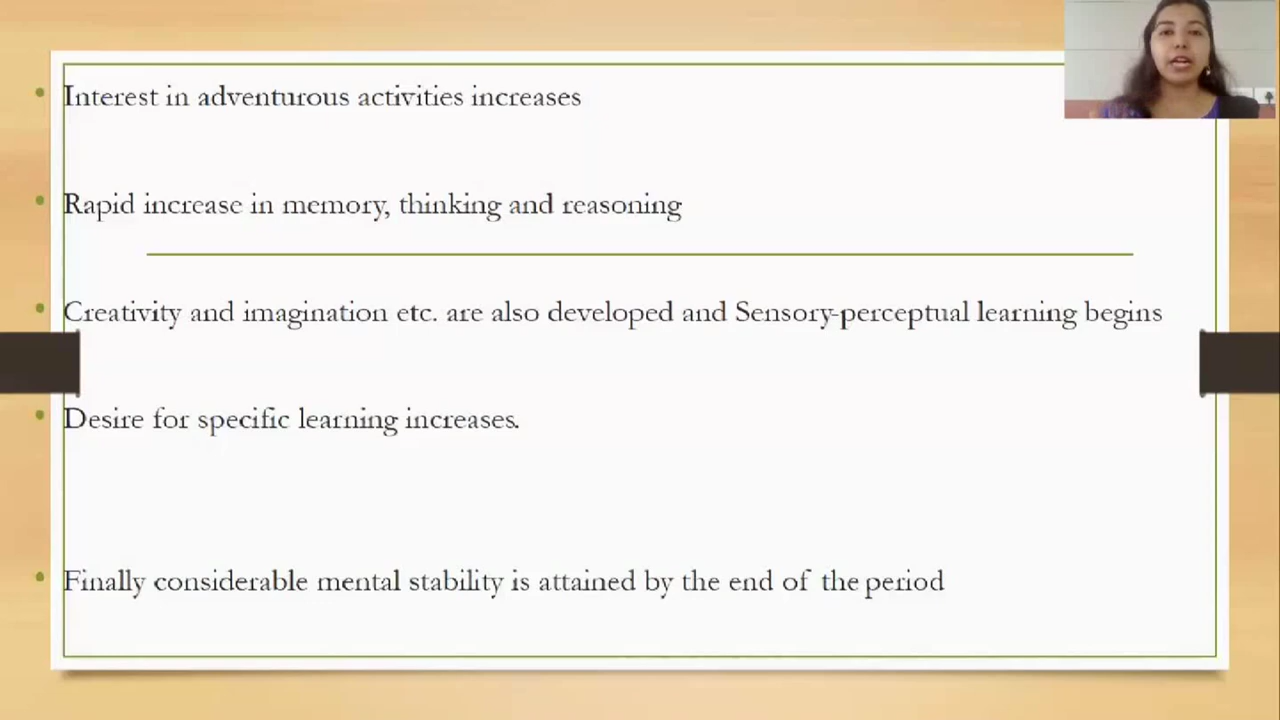 • Interest in adventurous activities increases
• Rapid increase in memory, thinking and reasoning
• Creativity and imagination etc. are also developed and Sensory-perceptual learning begins
• Desire for specific learning increases.
• Finally considerable mental stability is attained by the end of the period